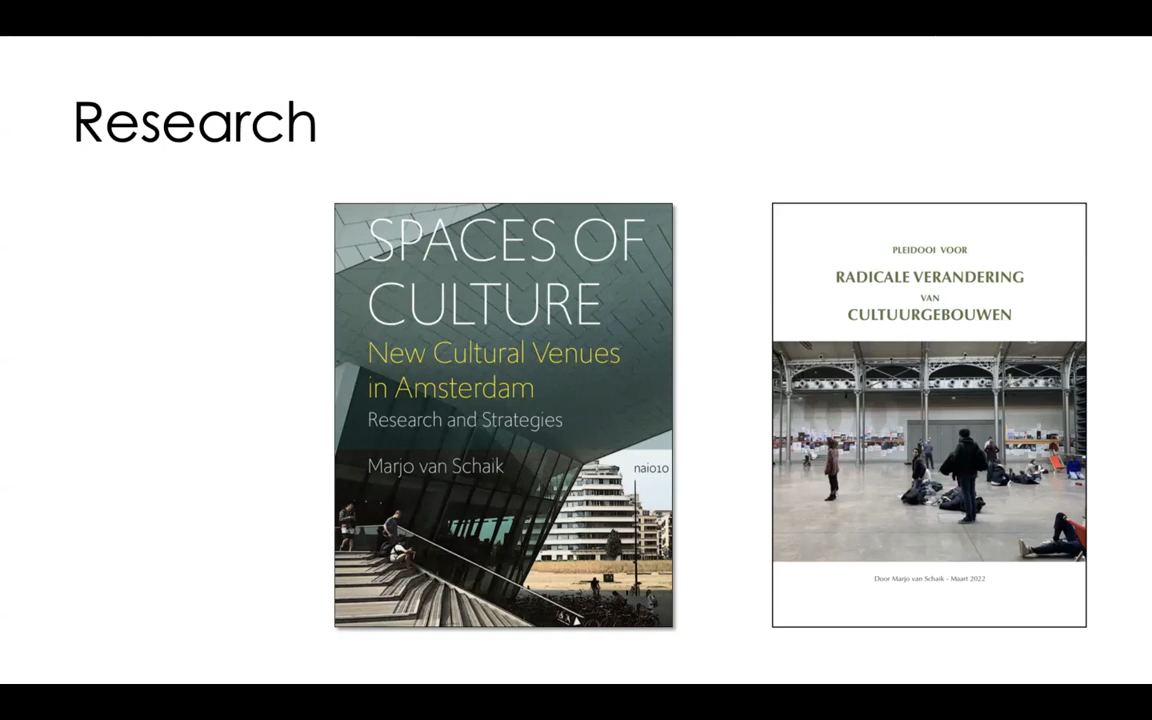 Research
SPACES OF
CULTURE
New Cultural Venues
in Amsterdam
Research and Strategies
Marjo van Schaik
nai010
PLEIDOOI VOOR
RADICALE VERANDERING
VAN
CULTUURGEBOUWEN
Door Marjo van Schaik - Maart 2022